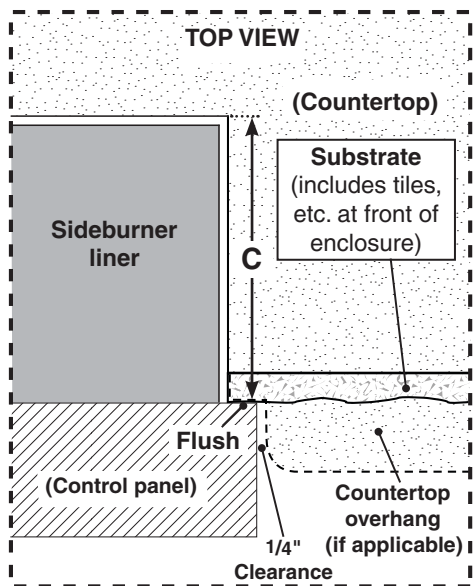 TOP VIEW
(Countertop)
Substrate
(includes tiles,
etc. at front of
enclosure)
Sideburner
liner
C
Flush
(Control panel)
Countertop
overhang
(if applicable)
1/4"
Clearance